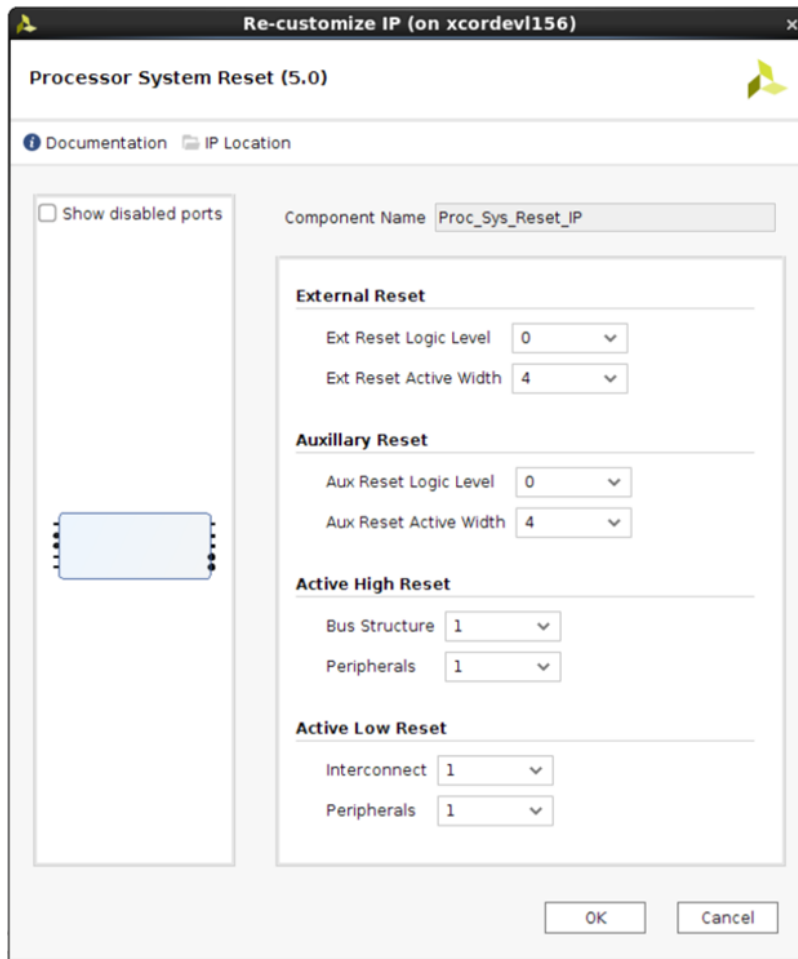 Re-customize IP (on xcordevl156)
Processor System Reset (5.0)
Documentation IP Location
Show disabled ports
Component Name Proc_Sys_Reset_IP
External Reset
Ext Reset Logic Level 0
Ext Reset Active Width 4
Auxillary Reset
Aux Reset Logic Level 0
Aux Reset Active Width 4
Active High Reset
Bus Structure 1
Peripherals 1
Active Low Reset
Interconnect 1
Peripherals 1
OK Cancel